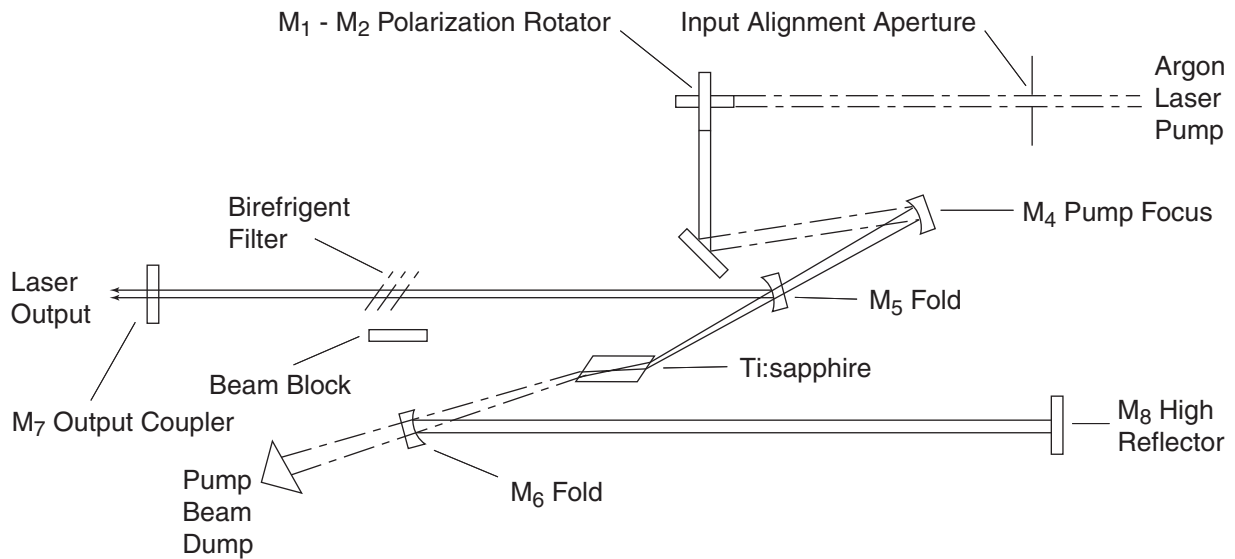 M₁ - M₂ Polarization Rotator
Input Alignment Aperture
Argon
Laser
Pump
M₄ Pump Focus
Birefrigent
Filter
Laser
Output
M₅ Fold
Ti:sapphire
Beam Block
M₇ Output Coupler
M₈ High
Reflector
M₆ Fold
Pump
Beam
Dump